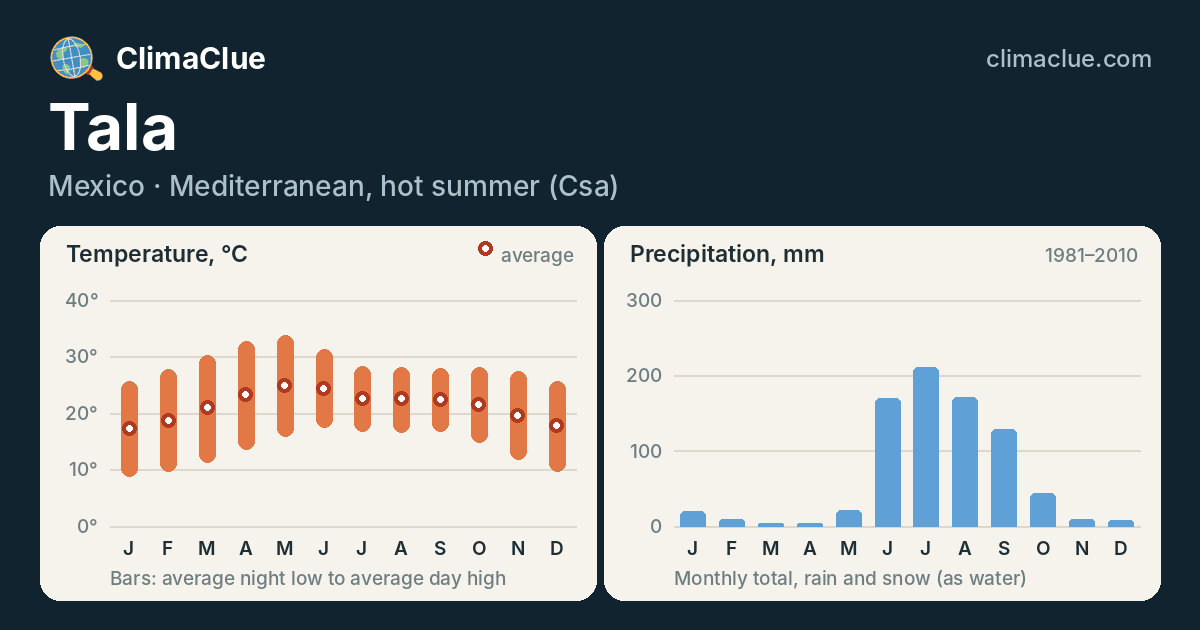 ClimaClue
climaclue.com
Tala
Mexico · Mediterranean, hot summer (Csa)
Temperature, °C
average
40°
30°
20°
10°
0°
J F M A M J J A S O N D
Bars: average night low to average day high
Precipitation, mm
1981–2010
300
200
100
0
J F M A M J J A S O N D
Monthly total, rain and snow (as water)